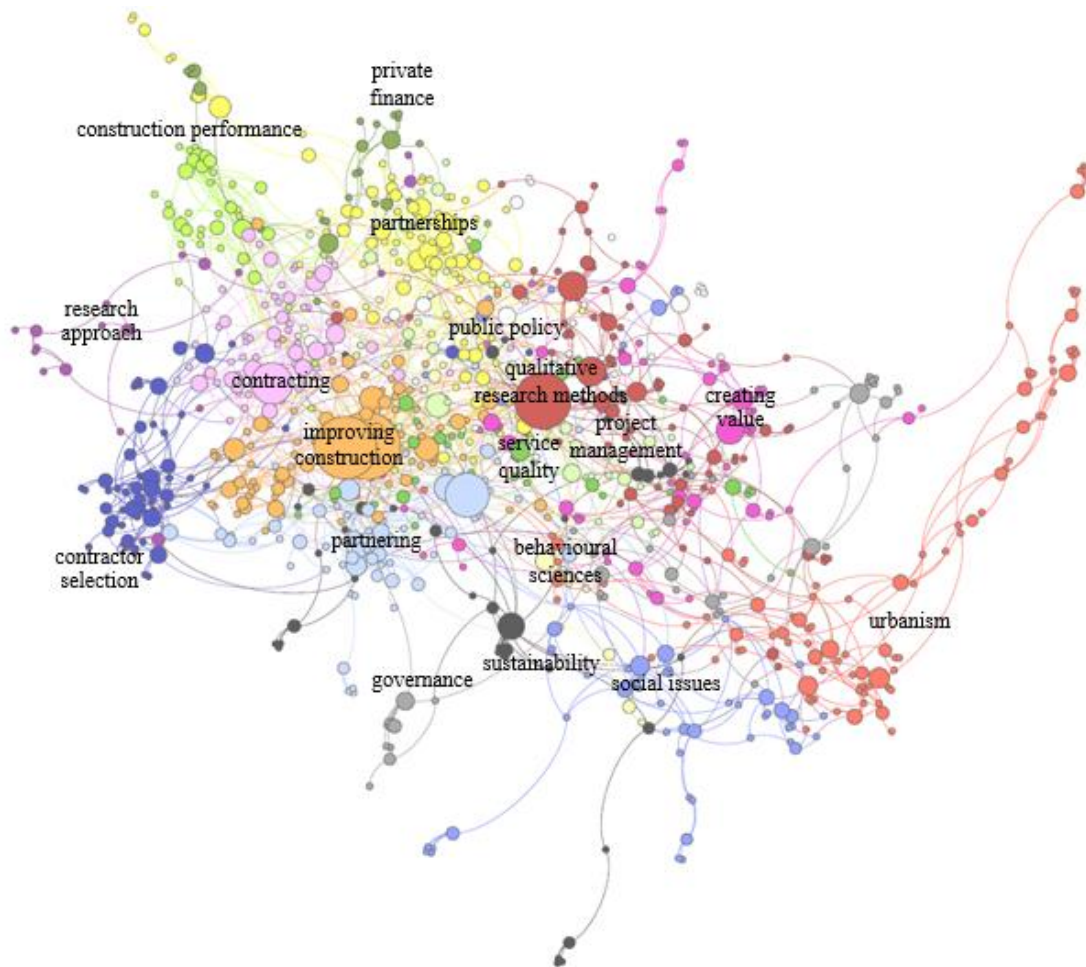 private
finance
construction performance
partnerships
research
approach
public policy
qualitative
research methods
contracting
creating
value
improving
construction
project
management
service
quality
partnering
behavioural
sciences
contractor
selection
urbanism
sustainability
governance
social issues